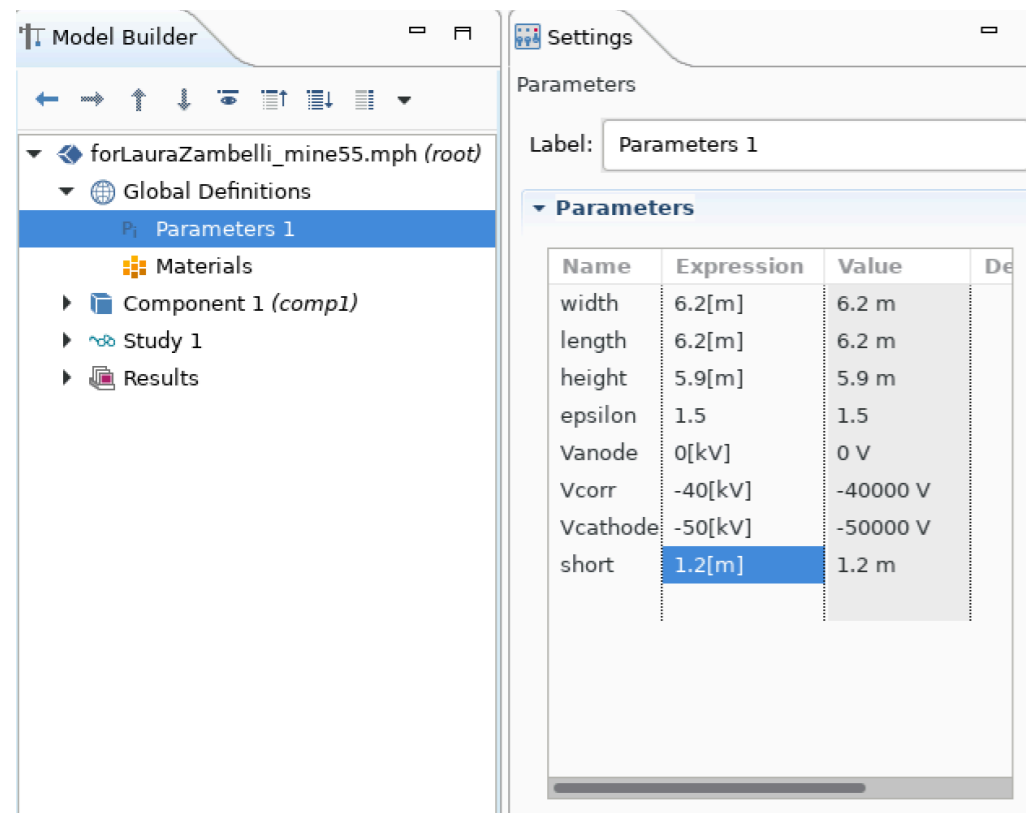 Model Builder
forLauraZambelli_mine55.mph (root)
Global Definitions
Pi Parameters 1
Materials
Component 1 (comp1)
Study 1
Results
Settings
Parameters
Label: Parameters 1
Parameters
Name Expression Value De
width 6.2[m] 6.2 m
length 6.2[m] 6.2 m
height 5.9[m] 5.9 m
epsilon 1.5 1.5
Vanode 0[kV] 0 V
Vcorr -40[kV] -40000 V
Vcathode -50[kV] -50000 V
short 1.2[m] 1.2 m